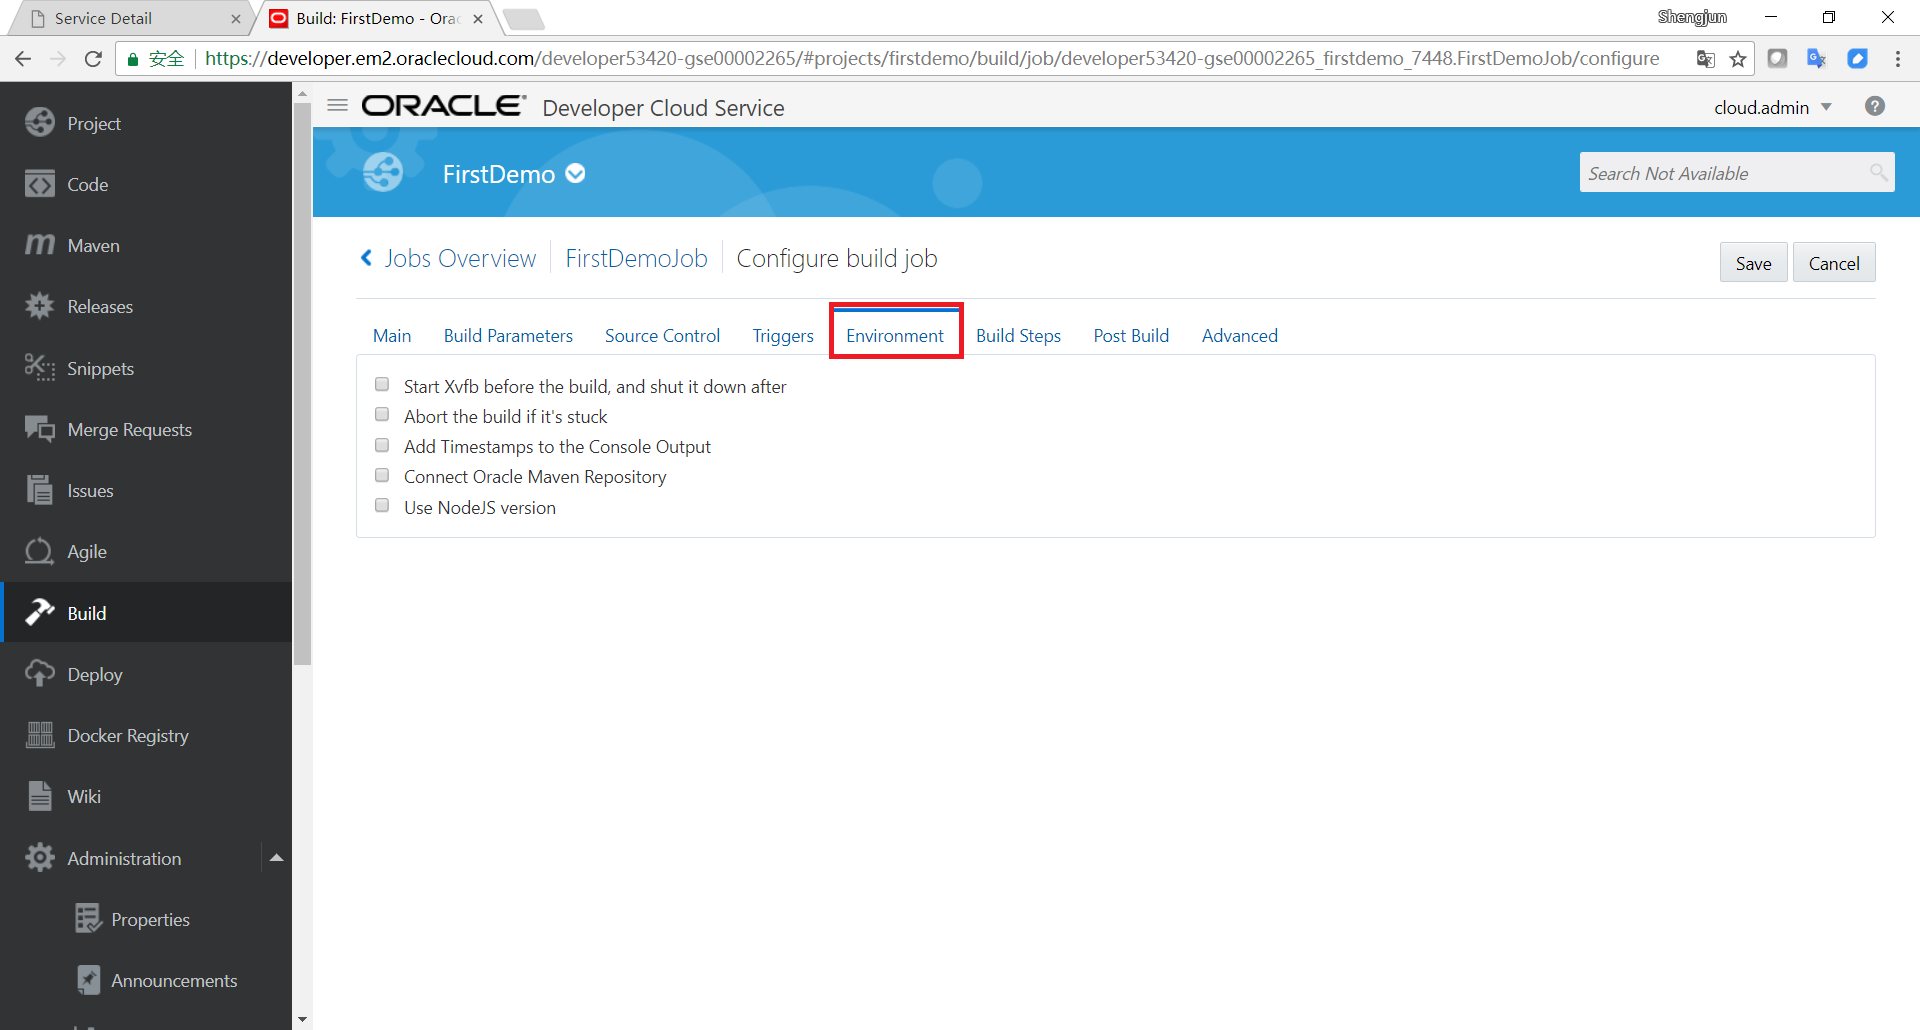 Service Detail
Build: FirstDemo - Orac
Shengjun
安全
https://developer.em2.oraclecloud.com/developer53420-gse00002265/#projects/firstdemo/build/job/developer53420-gse00002265_firstdemo_7448.FirstDemoJob/configure
ORACLE Developer Cloud Service
cloud.admin
FirstDemo
Search Not Available
Jobs Overview
FirstDemoJob
Configure build job
Save
Cancel
Main
Build Parameters
Source Control
Triggers
Environment
Build Steps
Post Build
Advanced
Start Xvfb before the build, and shut it down after
Abort the build if it's stuck
Add Timestamps to the Console Output
Connect Oracle Maven Repository
Use NodeJS version
Project
Code
Maven
Releases
Snippets
Merge Requests
Issues
Agile
Build
Deploy
Docker Registry
Wiki
Administration
Properties
Announcements